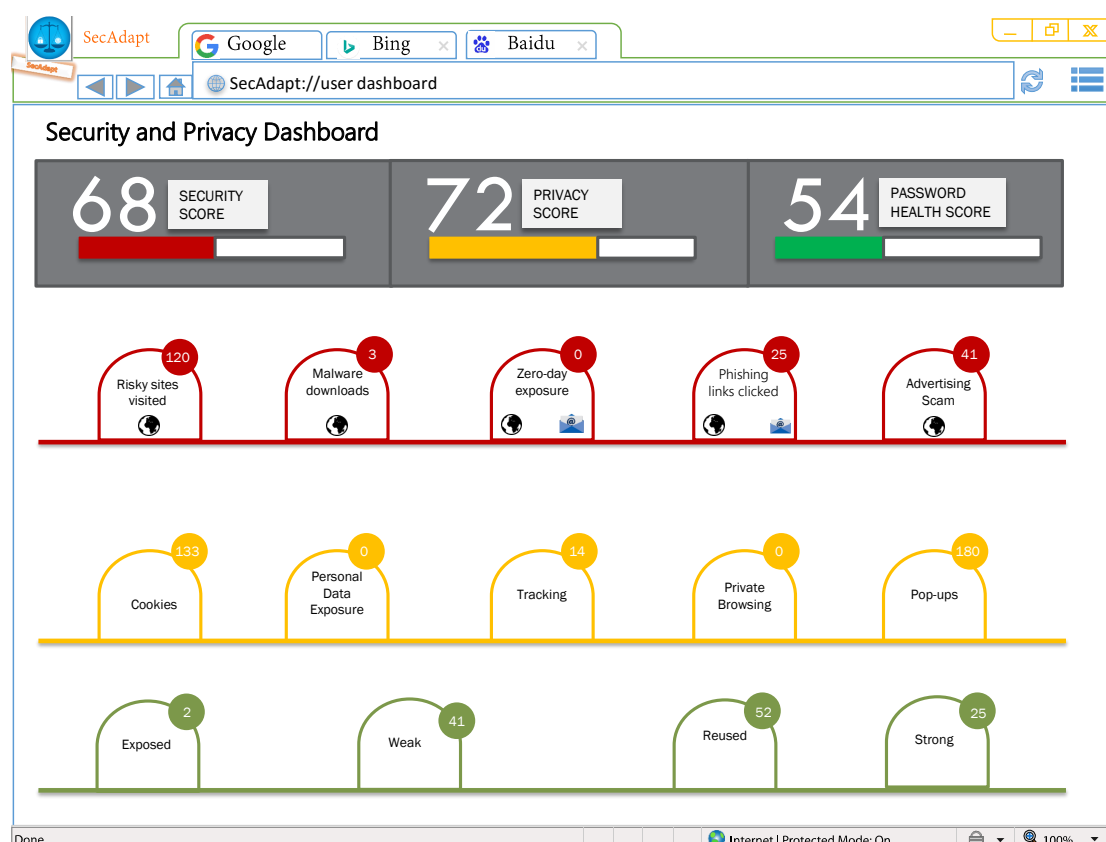 SecAdapt
Google
Bing
Baidu
SecAdapt
SecAdapt://user dashboard
Security and Privacy Dashboard
68
SECURITY
SCORE
72
PRIVACY
SCORE
54
PASSWORD
HEALTH SCORE
120
Risky sites
visited
3
Malware
downloads
0
Zero-day
exposure
@
25
Phishing
links clicked
@
41
Advertising
Scam
133
Cookies
0
Personal
Data
Exposure
14
Tracking
0
Private
Browsing
180
Pop-ups
2
Exposed
41
Weak
52
Reused
25
Strong
Done
Internet | Protected Mode: On
100%